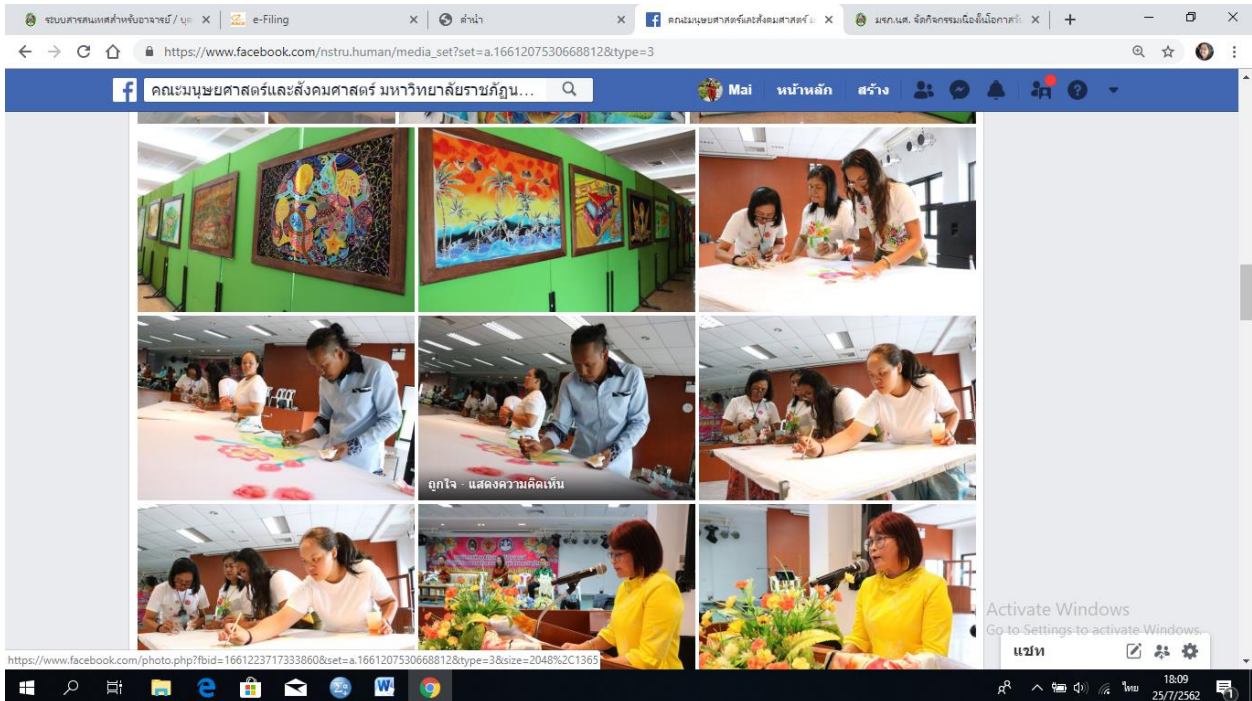 ระบบสารสนเทศสำหรับอาจารย์ / บุค
e-Filing
คำนำ
คณะมนุษยศาสตร์และสังคมศาสตร์ ม
มรภ.นศ. จัดกิจกรรมเนื่องในโอกาสวัน
https://www.facebook.com/nstru.human/media_set?set=a.1661207530668812&type=3
คณะมนุษยศาสตร์และสังคมศาสตร์ มหาวิทยาลัยราชภัฏน...
Mai หน้าหลัก สร้าง
ถูกใจ · แสดงความคิดเห็น
Activate Windows
Go to Settings to activate Windows.
แชท
https://www.facebook.com/photo.php?fbid=1661223717333860&set=a.1661207530668812&type=3&size=2048%2C1365
18:09
ไทย
25/7/2562